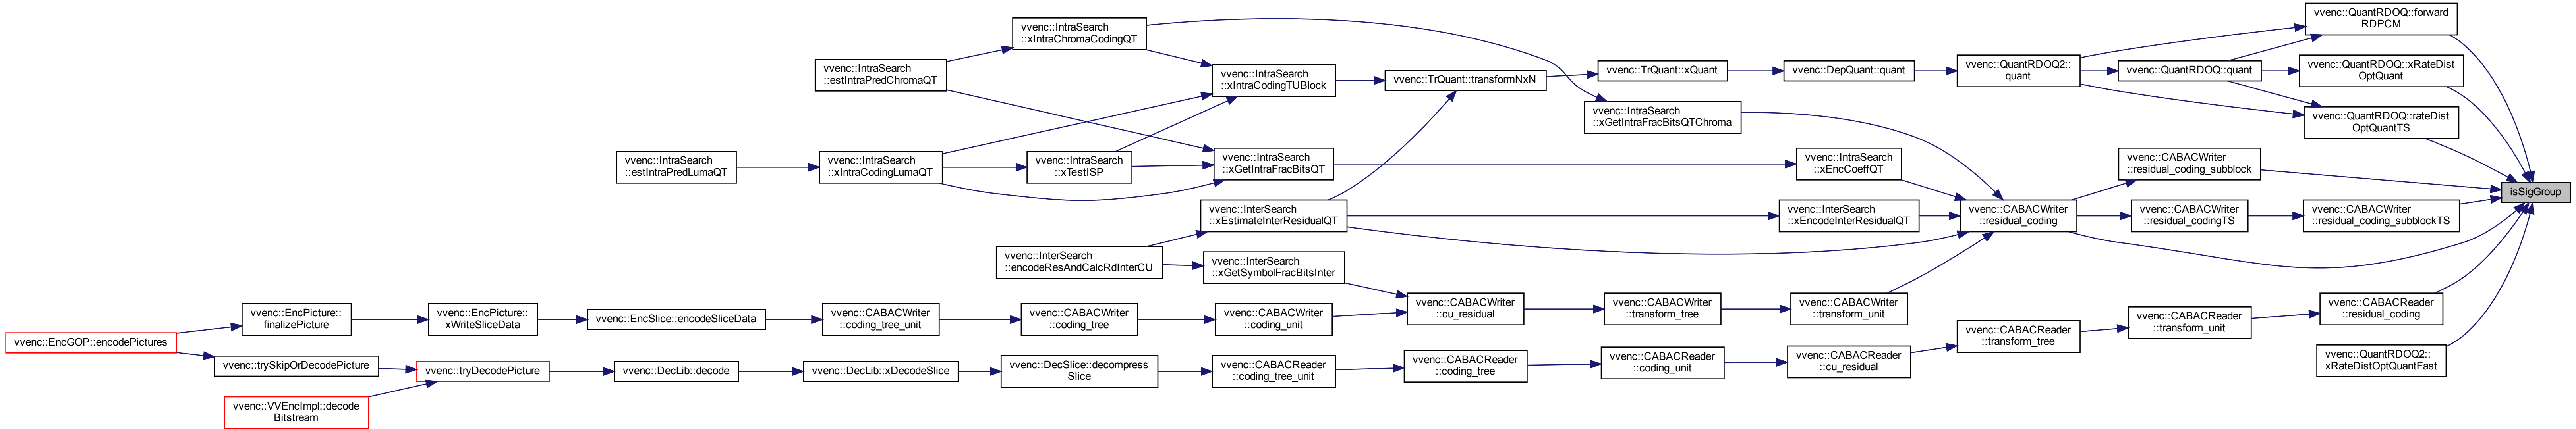 vvenc::QuantRDOQ::forward
RDPCM
vvenc::IntraSearch
::xIntraChromaCodingQT
vvenc::IntraSearch
::estIntraPredChromaQT
vvenc::IntraSearch
::xIntraCodingTUBlock
vvenc::TrQuant::transformNxN
vvenc::TrQuant::xQuant
vvenc::DepQuant::quant
vvenc::QuantRDOQ2::
quant
vvenc::QuantRDOQ::quant
vvenc::QuantRDOQ::xRateDist
OptQuant
vvenc::IntraSearch
::xGetIntraFracBitsQTChroma
vvenc::QuantRDOQ::rateDist
OptQuantTS
vvenc::IntraSearch
::estIntraPredLumaQT
vvenc::IntraSearch
::xIntraCodingLumaQT
vvenc::IntraSearch
::xTestISP
vvenc::IntraSearch
::xGetIntraFracBitsQT
vvenc::IntraSearch
::xEncCoeffQT
vvenc::CABACWriter
::residual_coding_subblock
isSigGroup
vvenc::InterSearch
::xEstimateInterResidualQT
vvenc::InterSearch
::xEncodeInterResidualQT
vvenc::CABACWriter
::residual_coding
vvenc::CABACWriter
::residual_codingTS
vvenc::CABACWriter
::residual_coding_subblockTS
vvenc::InterSearch
::encodeResAndCalcRdInterCU
vvenc::InterSearch
::xGetSymbolFracBitsInter
vvenc::EncGOP::encodePictures
vvenc::EncPicture::
finalizePicture
vvenc::EncPicture::
xWriteSliceData
vvenc::EncSlice::encodeSliceData
vvenc::CABACWriter
::coding_tree_unit
vvenc::CABACWriter
::coding_tree
vvenc::CABACWriter
::coding_unit
vvenc::CABACWriter
::cu_residual
vvenc::CABACWriter
::transform_tree
vvenc::CABACWriter
::transform_unit
vvenc::CABACReader
::residual_coding
vvenc::trySkipOrDecodePicture
vvenc::tryDecodePicture
vvenc::DecLib::decode
vvenc::DecLib::xDecodeSlice
vvenc::DecSlice::decompress
Slice
vvenc::CABACReader
::coding_tree_unit
vvenc::CABACReader
::coding_tree
vvenc::CABACReader
::coding_unit
vvenc::CABACReader
::cu_residual
vvenc::CABACReader
::transform_tree
vvenc::CABACReader
::transform_unit
vvenc::QuantRDOQ2::
xRateDistOptQuantFast
vvenc::VVEncImpl::decode
Bitstream